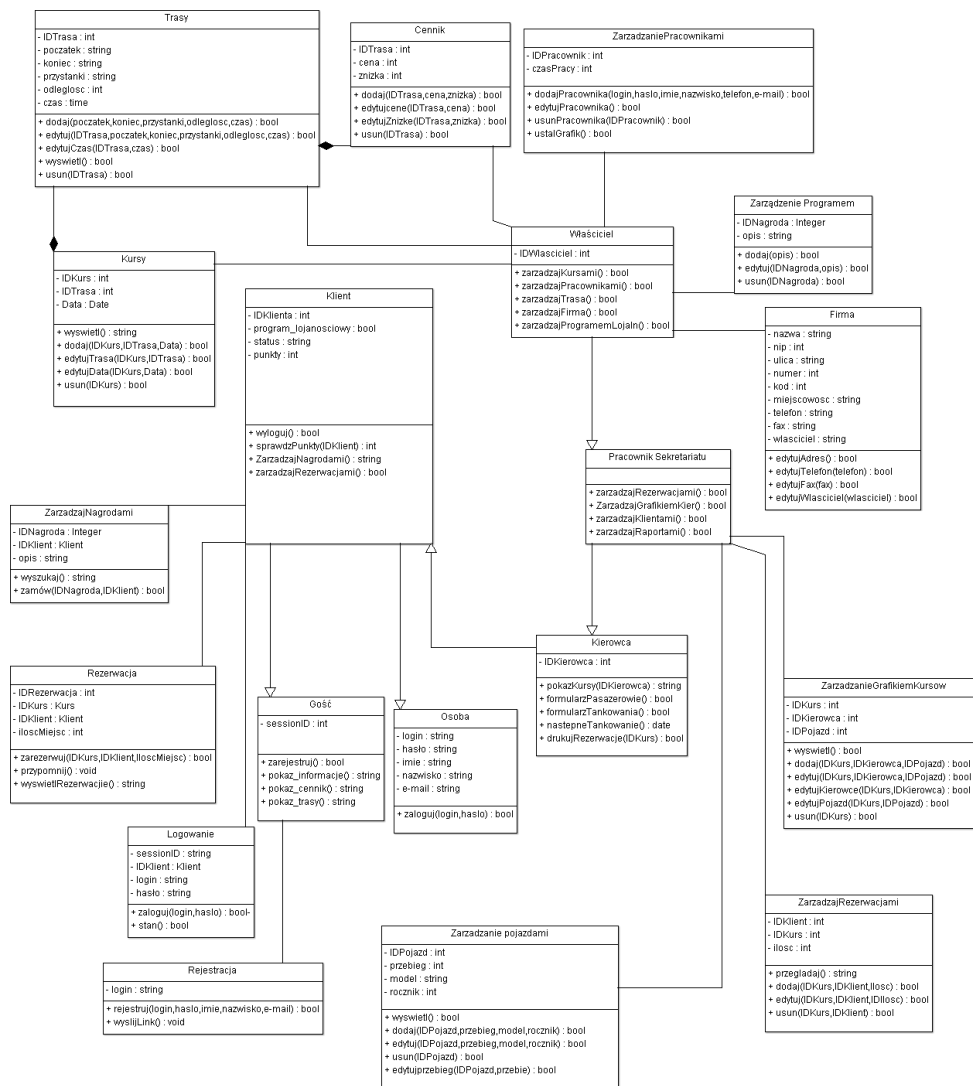 Trasy
- IDTrasa : int
- poczatek : string
- koniec : string
- przystanki : string
- odleglosc : int
- czas : time
+ dodaj(poczatek,koniec,przystanki,odleglosc,czas) : bool
+ edytuj(IDTrasa,poczatek,koniec,przystanki,odleglosc,czas) : bool
+ edytujCzas(IDTrasa,czas) : bool
+ wyswietl() : bool
+ usun(IDTrasa) : bool
Cennik
- IDTrasa : int
- cena : int
- znizka : int
+ dodaj(IDTrasa,cena,znizka) : bool
+ edytujcene(IDTrasa,cena) : bool
+ edytujZnizke(IDTrasa,znizka) : bool
+ usun(IDTrasa) : bool
ZarzadzaniePracownikami
- IDPracownik : int
- czasPracy : int
+ dodajPracownika(login,haslo,imie,nazwisko,telefon,e-mail) : bool
+ edytujPracownika() : bool
+ usunPracownika(IDPracownik) : bool
+ ustalGrafik() : bool
Zarządzenie Programem
- IDNagroda : Integer
- opis : string
+ dodaj(opis) : bool
+ edytuj(IDNagroda,opis) : bool
+ usun(IDNagroda) : bool
Właściciel
- IDWlasciciel : int
+ zarzadzajKursami() : bool
+ zarzadzajPracownikami() : bool
+ zarzadzajTrasa() : bool
+ zarzadzajFirma() : bool
+ zarzadzajProgramemLojaln() : bool
Kursy
- IDKurs : int
- IDTrasa : int
- Data : Date
+ wyswietl() : string
+ dodaj(IDKurs,IDTrasa,Data) : bool
+ edytujTrasa(IDKurs,IDTrasa) : bool
+ edytujData(IDKurs,Data) : bool
+ usun(IDKurs) : bool
Klient
- IDKlienta : int
- program_lojanosciowy : bool
- status : string
- punkty : int
+ wyloguj() : bool
+ sprawdzPunkty(IDKlient) : int
+ ZarzadzajNagrodami() : string
+ zarzadzajRezerwacjami() : bool
Firma
- nazwa : string
- nip : int
- ulica : string
- numer : int
- kod : int
- miejscowosc : string
- telefon : string
- fax : string
- wlasciciel : string
+ edytujAdres() : bool
+ edytujTelefon(telefon) : bool
+ edytujFax(fax) : bool
+ edytujWlasciciel(wlasciciel) : bool
Pracownik Sekretariatu
+ zarzadzajRezerwacjami() : bool
+ ZarzadzajGrafikiemKier() : bool
+ zarzadzajKlientami() : bool
+ zarzadzajRaportami() : bool
ZarzadzajNagrodami
- IDNagroda : Integer
- IDKlient : Klient
- opis : string
+ wyszukaj() : string
+ zamów(IDNagroda,IDKlient) : bool
Kierowca
- IDKierowca : int
+ pokazKursy(IDKierowca) : string
+ formularzPasazerowie() : bool
+ formularzTankowania() : bool
+ nastepneTankowanie() : date
+ drukujRezerwacje(IDKurs) : bool
Rezerwacja
- IDRezerwacja : int
- IDKurs : Kurs
- IDKlient : Klient
- iloscMiejsc : int
+ zarezerwuj(IDKurs,IDKlient,IloscMiejsc) : bool
+ przypomnij() : void
+ wyswietlRezerwacjie() : string
Gość
- sessionID : int
+ zarejestruj() : bool
+ pokaz_informacje() : string
+ pokaz_cennik() : string
+ pokaz_trasy() : string
Osoba
- login : string
- hasło : string
- imie : string
- nazwisko : string
- e-mail : string
+ zaloguj(login,haslo) : bool
ZarzadzanieGrafikiemKursow
- IDKurs : int
- IDKierowca : int
- IDPojazd : int
+ wyswietl() : bool
+ dodaj(IDKurs,IDKierowca,IDPojazd) : bool
+ edytuj(IDKurs,IDKierowca,IDPojazd) : bool
+ edytujKierowce(IDKurs,IDKierowca) : bool
+ edytujPojazd(IDKurs,IDPojazd) : bool
+ usun(IDKurs) : bool
Logowanie
- sessionID : string
- IDKlient : Klient
- login : string
- hasło : string
+ zaloguj(login,haslo) : bool-
+ stan() : bool
Rejestracja
- login : string
+ rejestruj(login,haslo,imie,nazwisko,e-mail) : bool
+ wyslijLink() : void
Zarzadzanie pojazdami
- IDPojazd : int
- przebieg : int
- model : string
- rocznik : int
+ wyswietl() : bool
+ dodaj(IDPojazd,przebieg,model,rocznik) : bool
+ edytuj(IDPojazd,przebieg,model,rocznik) : bool
+ usun(IDPojazd) : bool
+ edytujprzebieg(IDPojazd,przebie) : bool
ZarzadzajRezerwacjami
- IDKlient : int
- IDKurs : int
- ilosc : int
+ przegladaj() : string
+ dodaj(IDKurs,IDKlient,Ilosc) : bool
+ edytuj(IDKurs,IDKlient,IDIlosc) : bool
+ usun(IDKurs,IDKlient) : bool